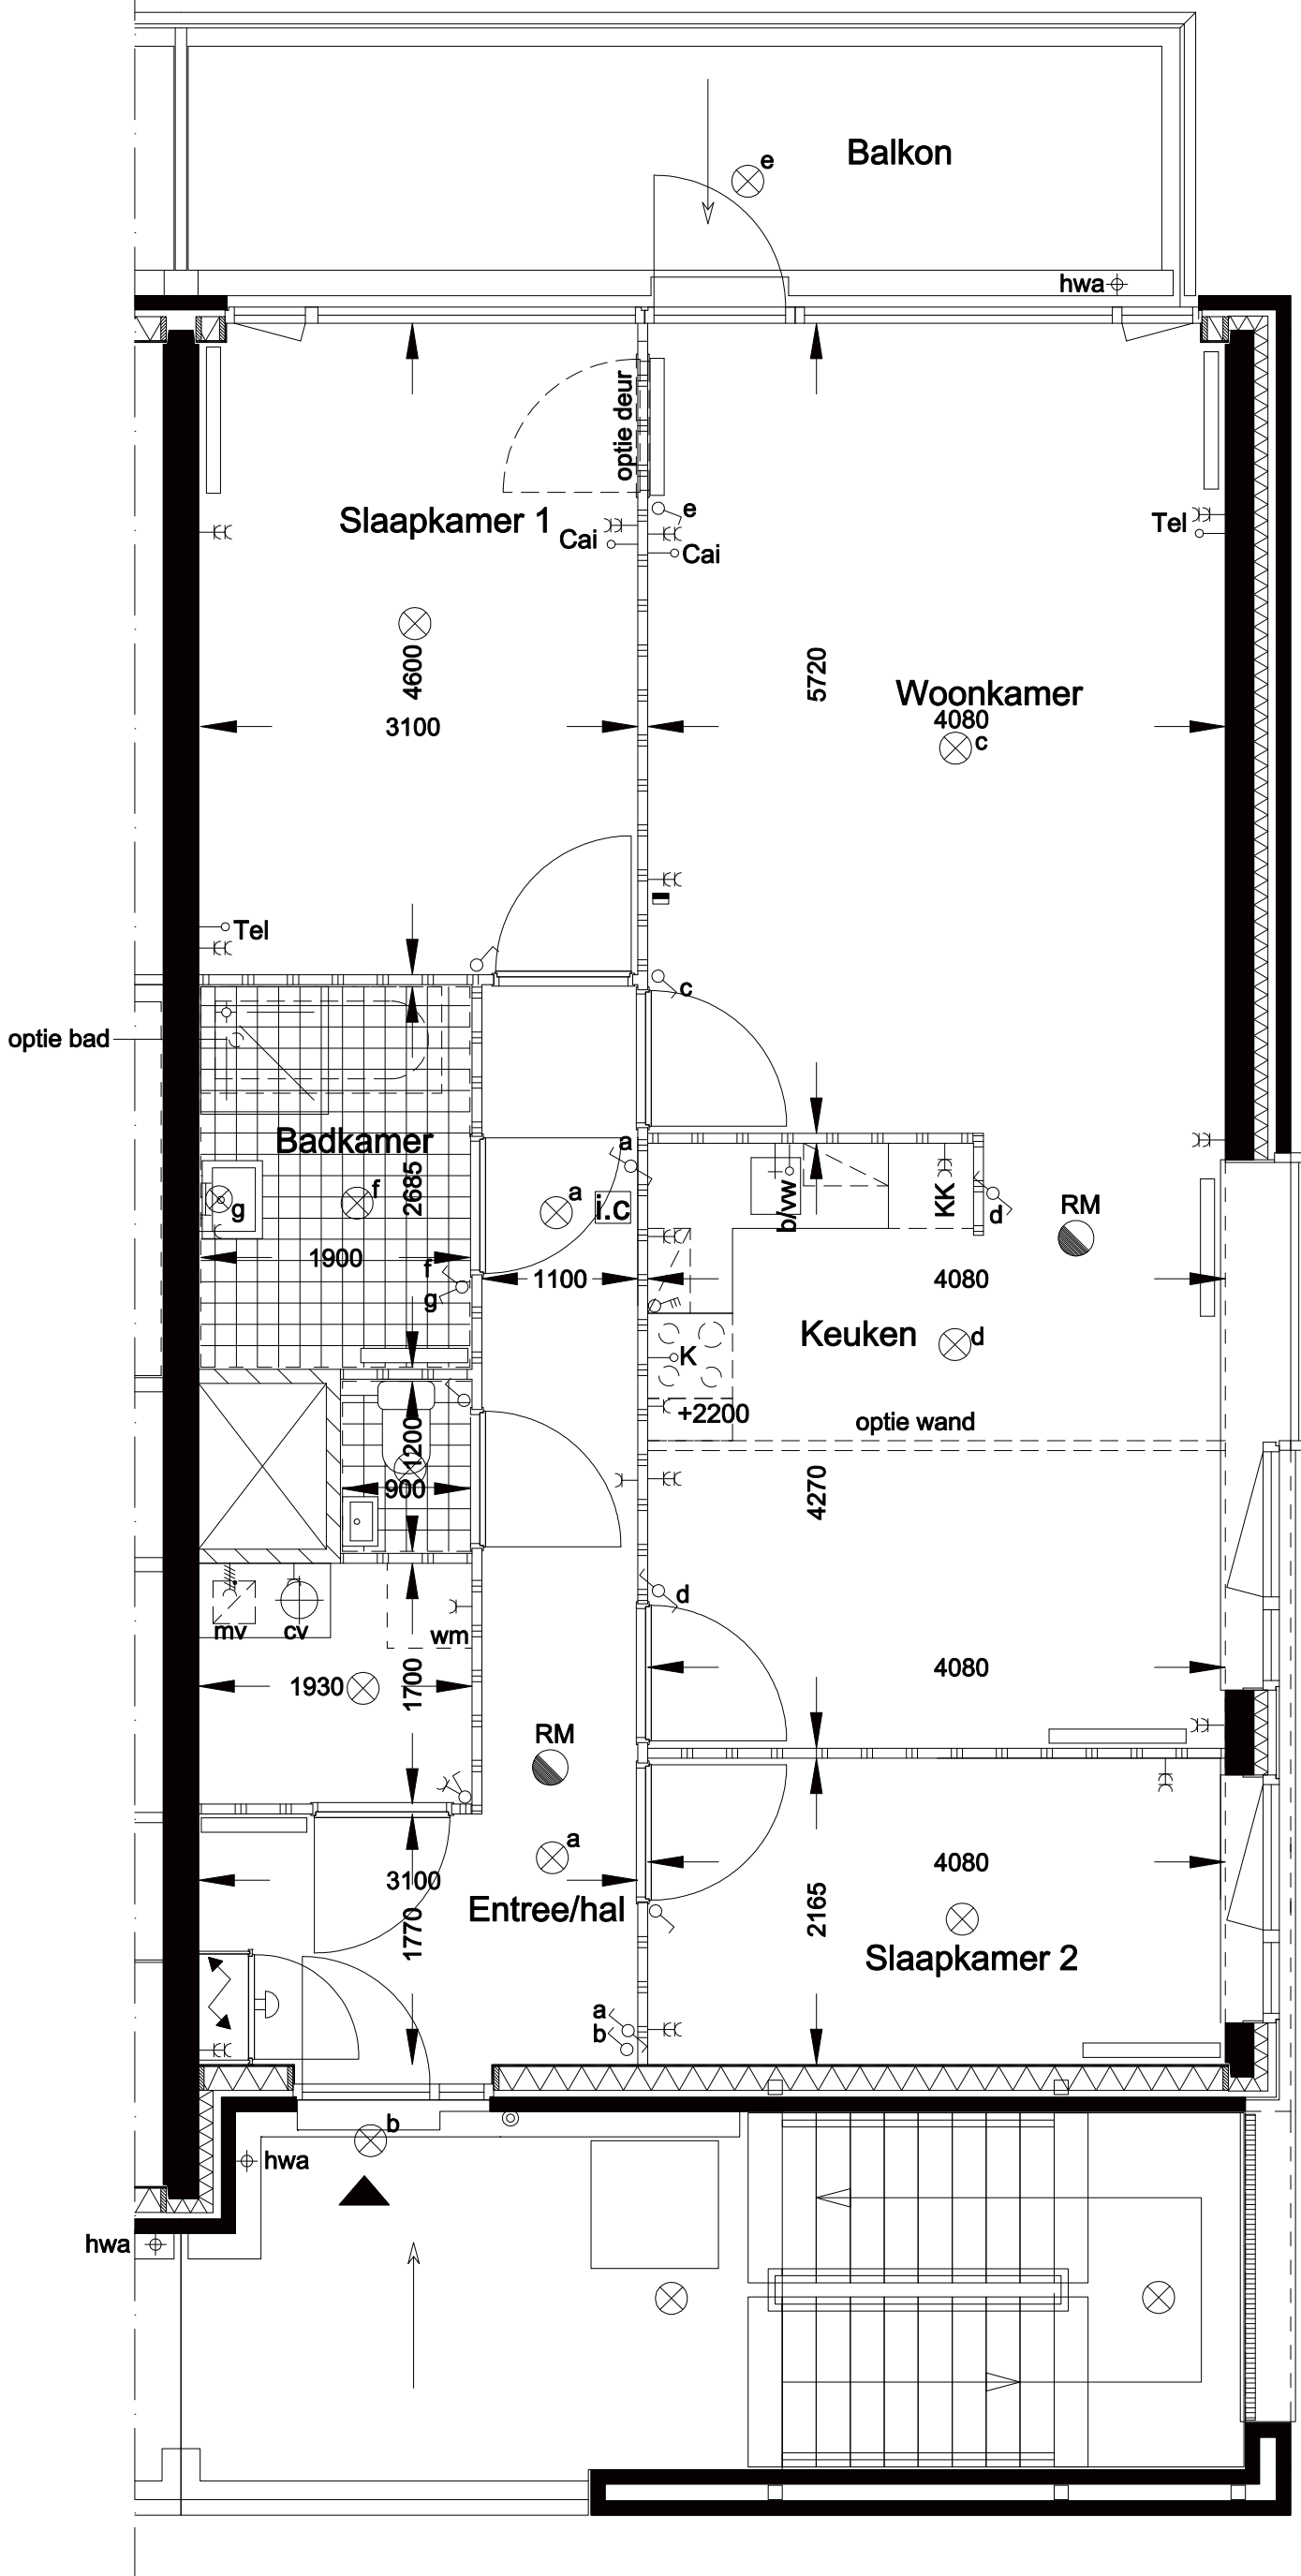 Balkon
e
hwa
optie deur
Slaapkamer 1
e
Cai
Cai
Tel
4600
5720
Woonkamer
3100
4080
c
Tel
c
optie bad
Badkamer
a
2685
g
f
a
i.c
b/vw
KK
d
RM
1900
f
g
1100
4080
Keuken
d
K
+2200
optie wand
1200
900
4270
d
mv
cv
wm
1930
1700
4080
RM
a
3100
4080
Entree/hal
1770
2165
Slaapkamer 2
a
b
b
hwa
hwa